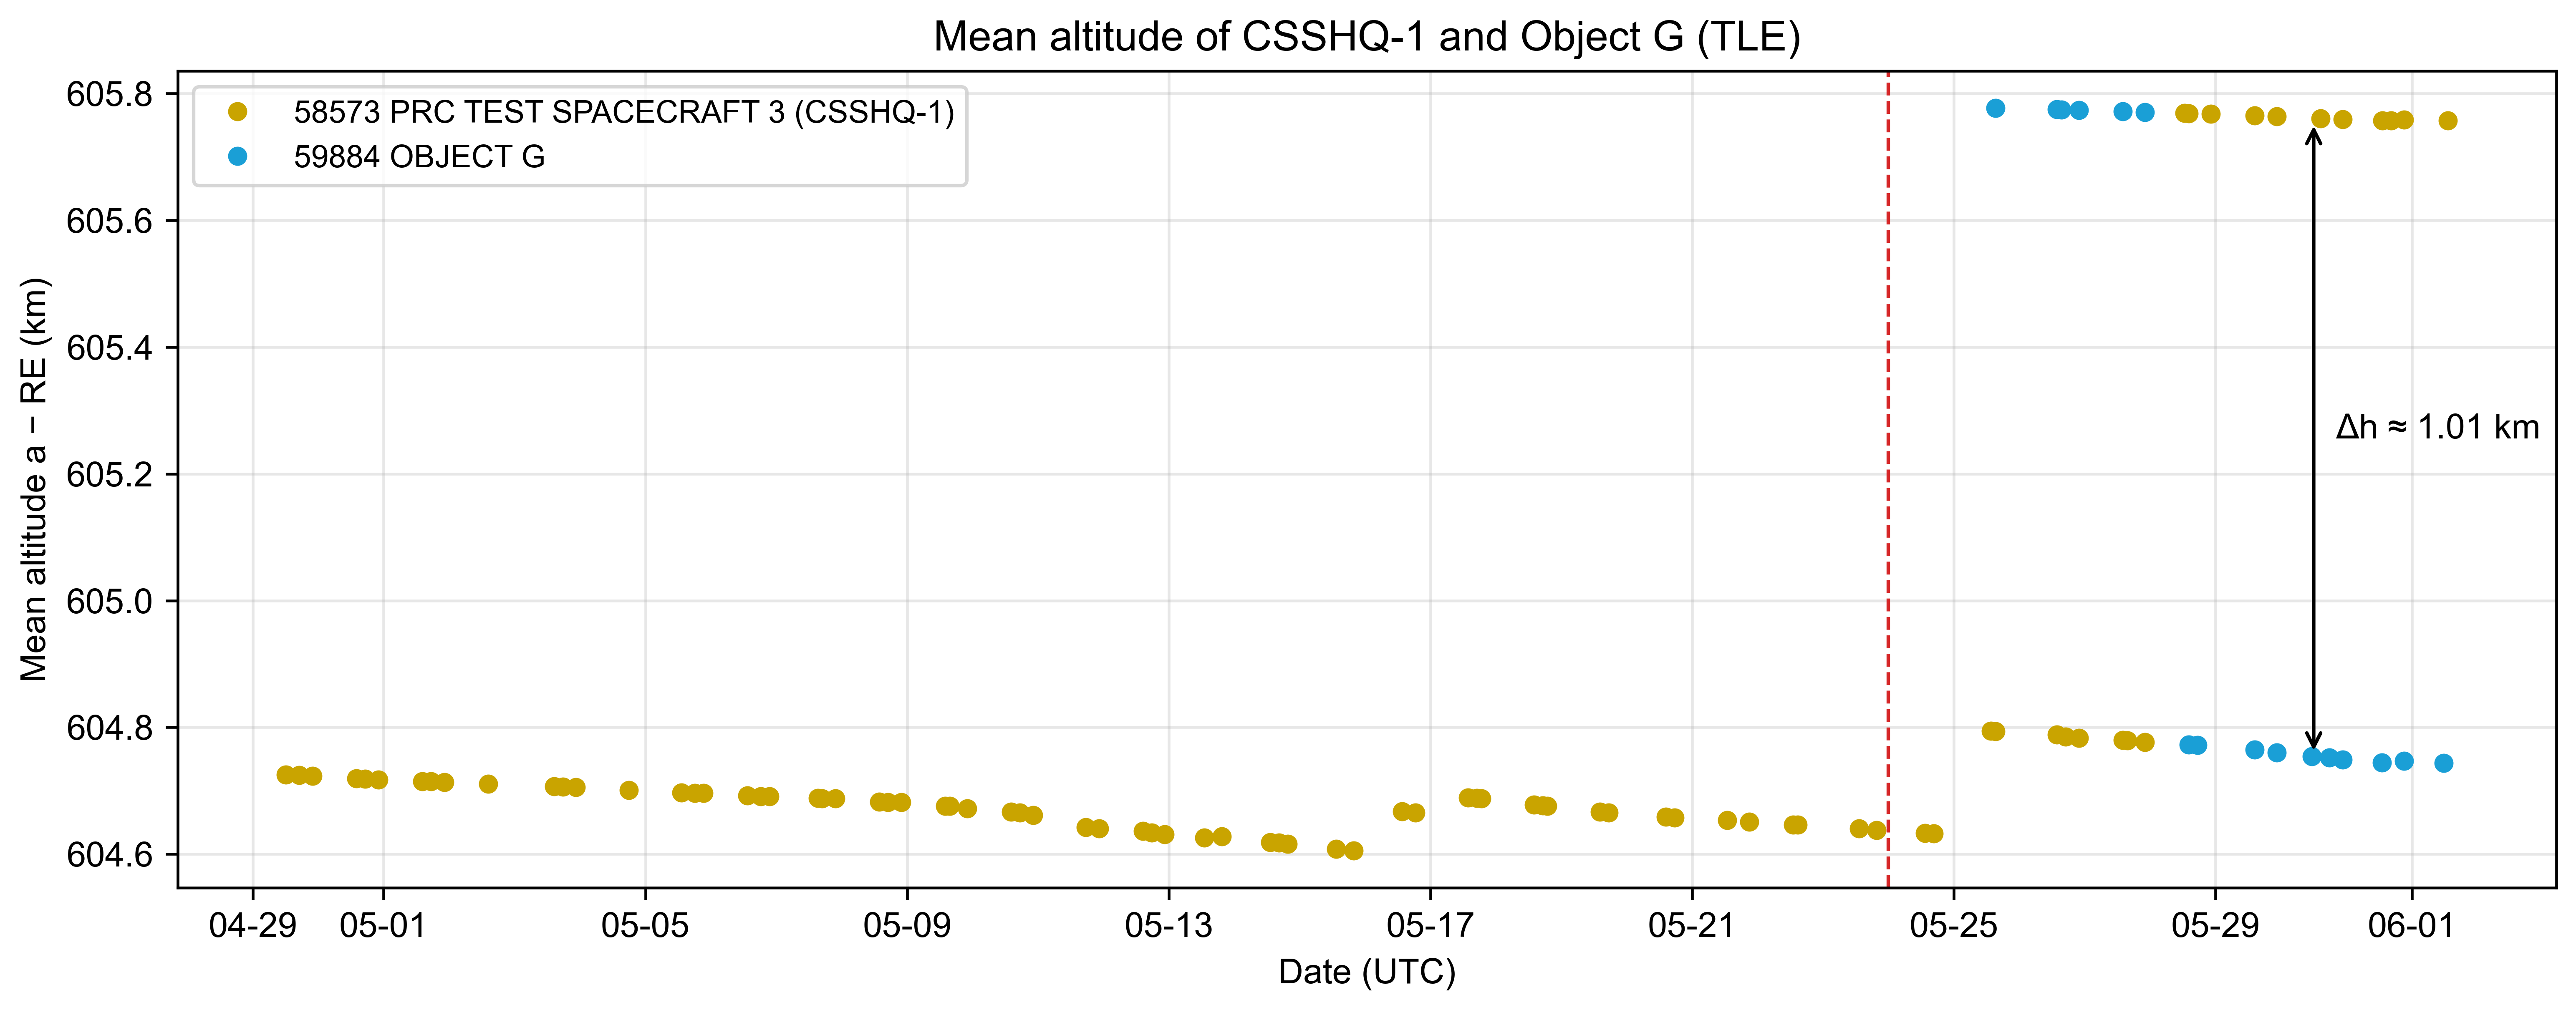 Mean altitude of CSSHQ-1 and Object G (TLE)
58573 PRC TEST SPACECRAFT 3 (CSSHQ-1)
59884 OBJECT G
Mean altitude a − RE (km)
605.8
605.6
605.4
605.2
605.0
604.8
604.6
Δh ≈ 1.01 km
04-29 05-01 05-05 05-09 05-13 05-17 05-21 05-25 05-29 06-01
Date (UTC)